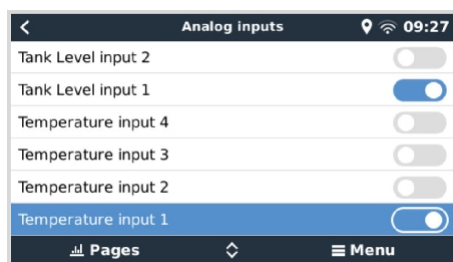 Analog inputs 09:27
Tank Level input 2
Tank Level input 1
Temperature input 4
Temperature input 3
Temperature input 2
Temperature input 1
Pages Menu